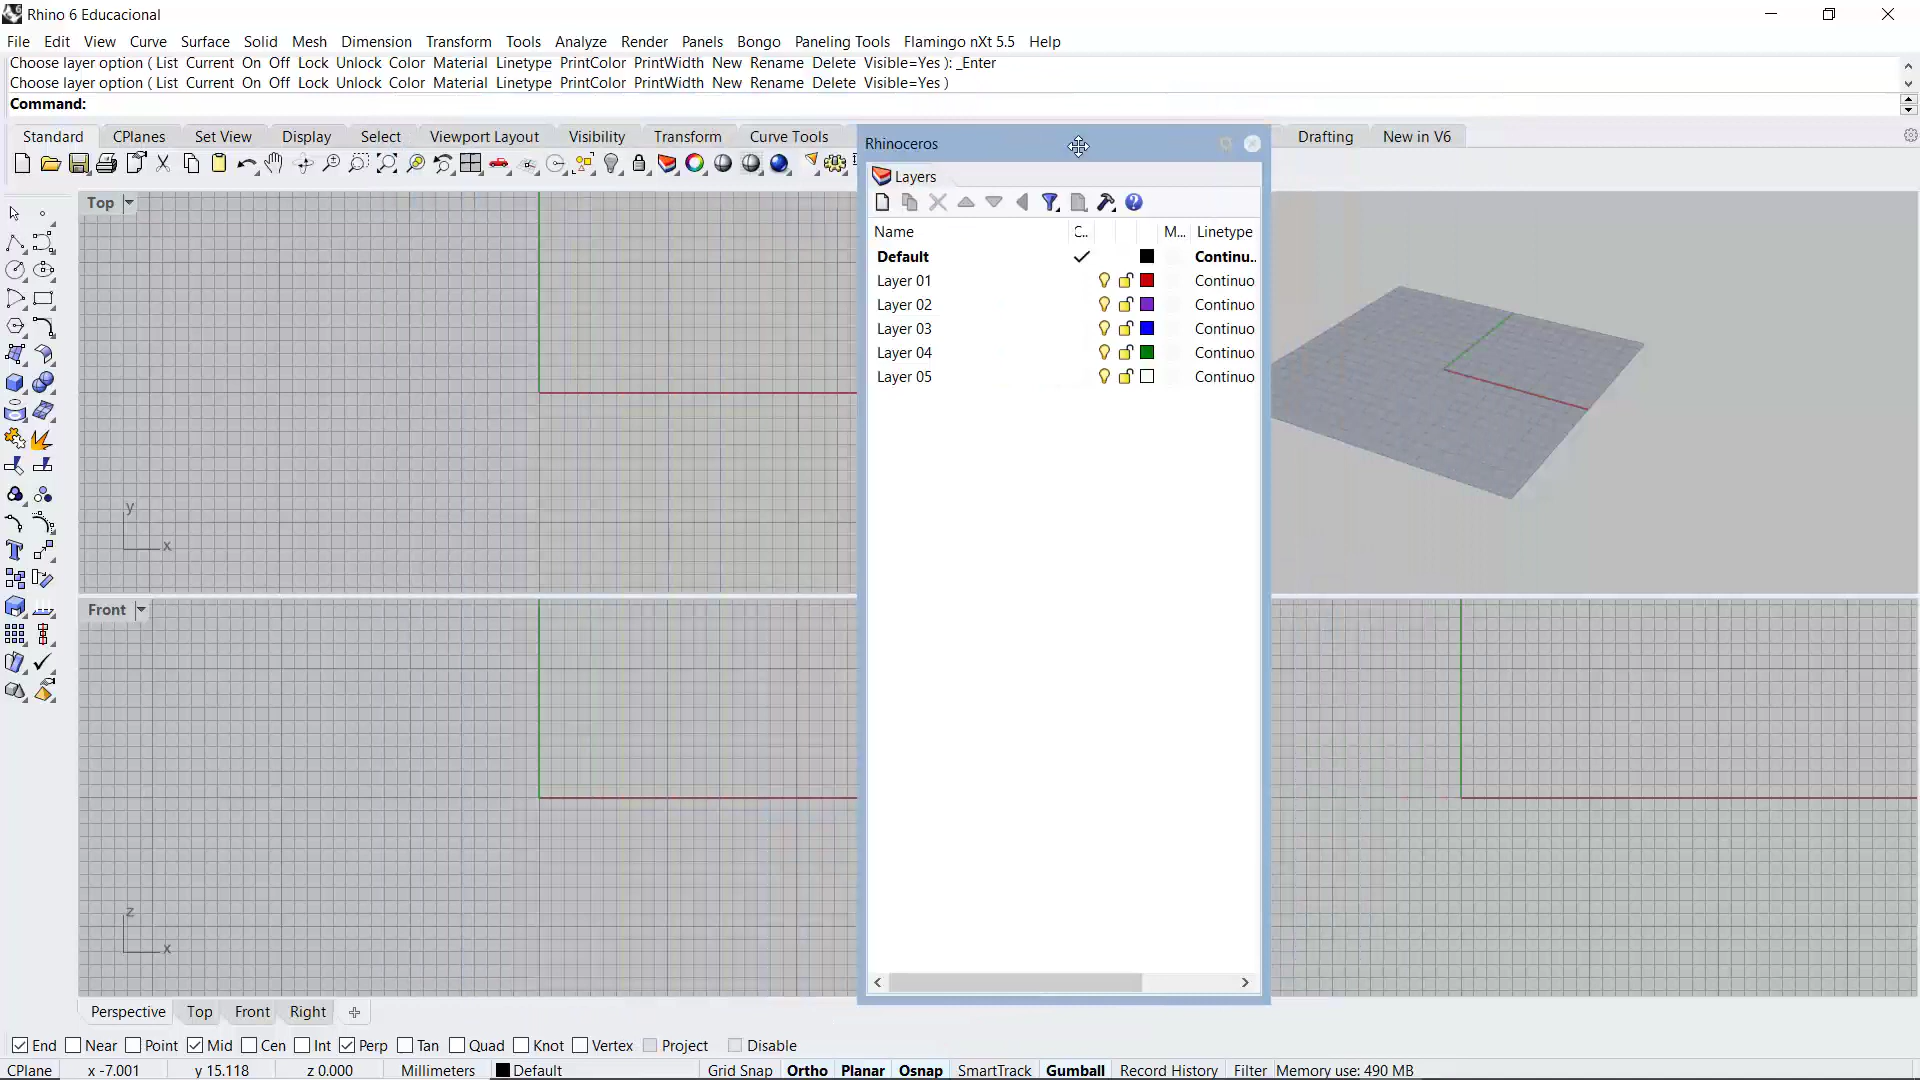 Rhino 6 Educacional
File Edit View Curve Surface Solid Mesh Dimension Transform Tools Analyze Render Panels Bongo Paneling Tools Flamingo nXt 5.5 Help
Choose layer option ( List Current On Off Lock Unlock Color Material Linetype PrintColor PrintWidth New Rename Delete Visible=Yes ): _Enter
Choose layer option ( List Current On Off Lock Unlock Color Material Linetype PrintColor PrintWidth New Rename Delete Visible=Yes )
Command:
Standard CPlanes Set View Display Select Viewport Layout Visibility Transform Curve Tools Drafting New in V6
Rhinoceros
Layers
Name C.. M... Linetype
Default Continu..
Layer 01 Continuo
Layer 02 Continuo
Layer 03 Continuo
Layer 04 Continuo
Layer 05 Continuo
Top
y
x
Front
z
x
Perspective Top Front Right
End Near Point Mid Cen Int Perp Tan Quad Knot Vertex Project Disable
CPlane x -7.001 y 15.118 z 0.000 Millimeters Default Grid Snap Ortho Planar Osnap SmartTrack Gumball Record History Filter Memory use: 490 MB